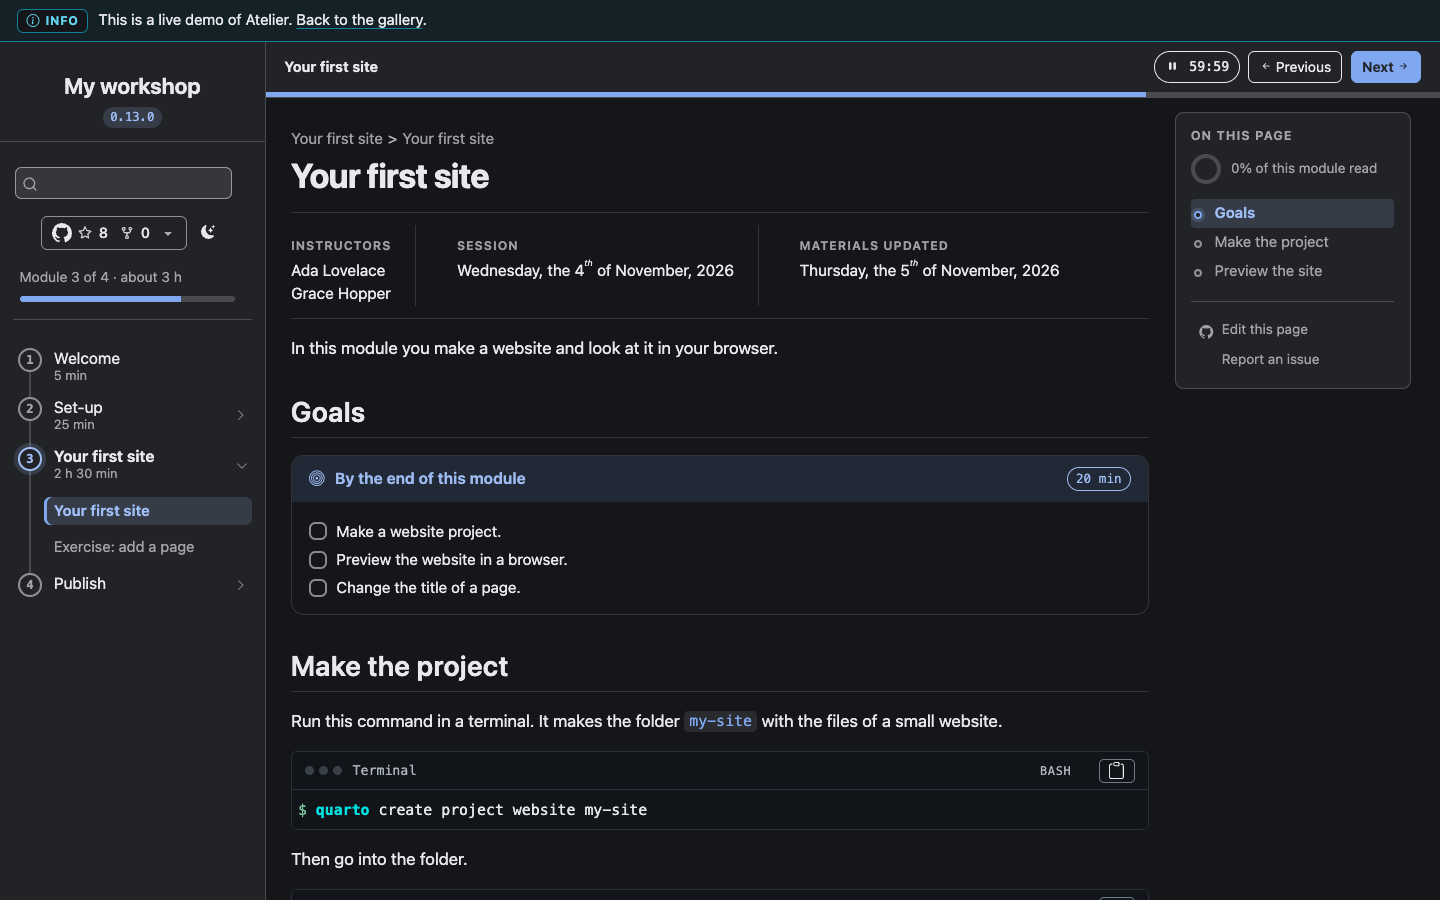 INFO This is a live demo of Atelier. Back to the gallery.
My workshop
0.13.0
8 0
Module 3 of 4 · about 3 h
1 Welcome
5 min
2 Set-up
25 min
3 Your first site
2 h 30 min
Your first site
Exercise: add a page
4 Publish
Your first site
59:59
← Previous
Next →
Your first site > Your first site
Your first site
INSTRUCTORS
Ada Lovelace
Grace Hopper
SESSION
Wednesday, the 4th of November, 2026
MATERIALS UPDATED
Thursday, the 5th of November, 2026
In this module you make a website and look at it in your browser.
Goals
By the end of this module
20 min
Make a website project.
Preview the website in a browser.
Change the title of a page.
Make the project
Run this command in a terminal. It makes the folder my-site with the files of a small website.
Terminal
BASH
$ quarto create project website my-site
Then go into the folder.
ON THIS PAGE
0% of this module read
Goals
Make the project
Preview the site
Edit this page
Report an issue